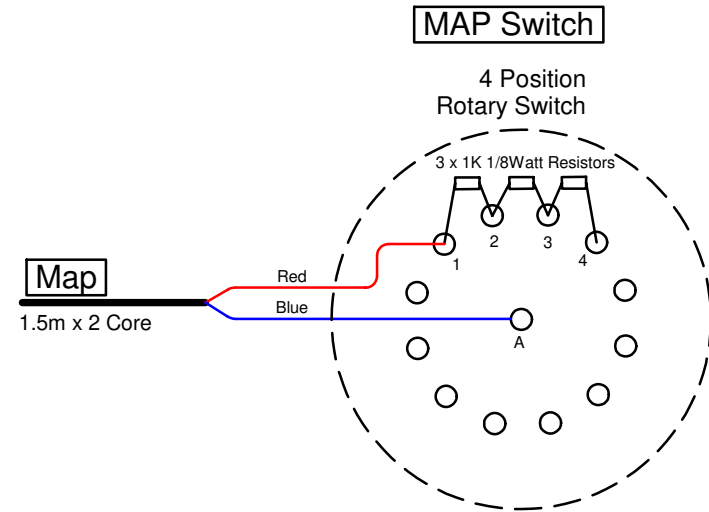 MAP Switch
4 Position
Rotary Switch
3 x 1K 1/8Watt Resistors
1
2
3
4
Map
Red
Blue
1.5m x 2 Core
A